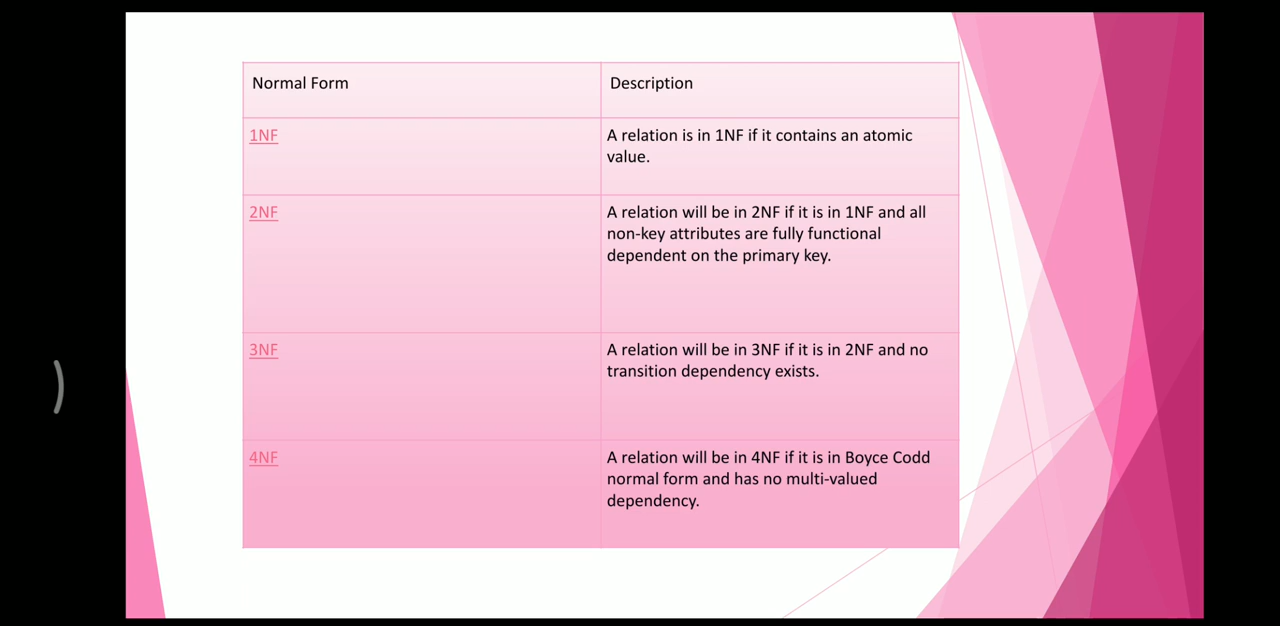 Normal Form
Description
1NF
A relation is in 1NF if it contains an atomic
value.
2NF
A relation will be in 2NF if it is in 1NF and all
non-key attributes are fully functional
dependent on the primary key.
3NF
A relation will be in 3NF if it is in 2NF and no
transition dependency exists.
4NF
A relation will be in 4NF if it is in Boyce Codd
normal form and has no multi-valued
dependency.